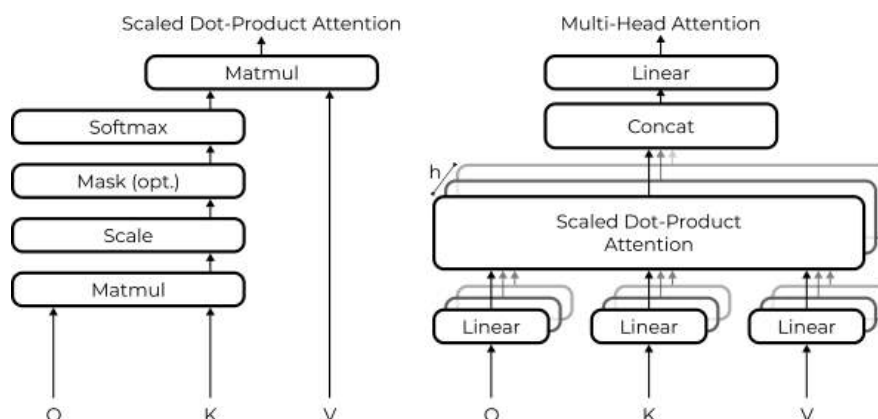 Scaled Dot-Product Attention
Matmul
Softmax
Mask (opt.)
Scale
Matmul
Q
K
V
Multi-Head Attention
Linear
Concat
h
Scaled Dot-Product
Attention
Linear
Linear
Linear
Q
K
V